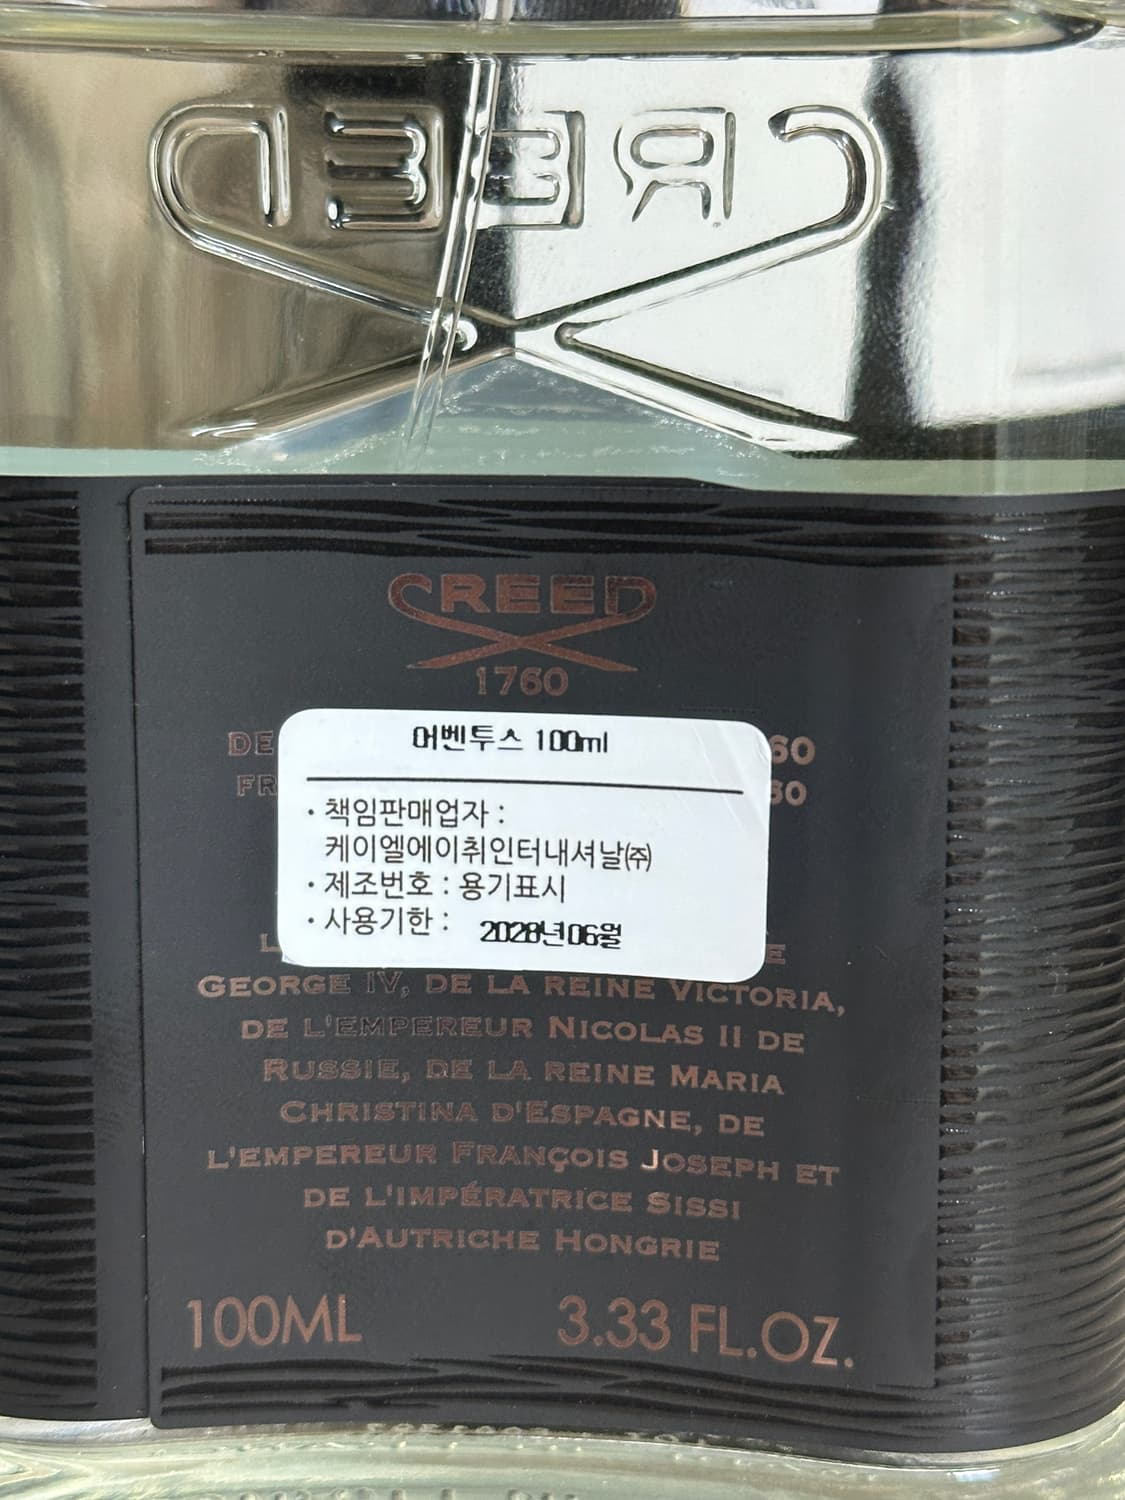 CREED
CREED
1760
DE 60
FR 60
어벤투스 100ml
· 책임판매업자 :
케이엘에이취인터내셔날㈜
· 제조번호 : 용기표시
· 사용기한 : 2028년06월
L E
GEORGE IV, DE LA REINE VICTORIA,
DE L'EMPEREUR NICOLAS II DE
RUSSIE, DE LA REINE MARIA
CHRISTINA D'ESPAGNE, DE
L'EMPEREUR FRANÇOIS JOSEPH ET
DE L'IMPÉRATRICE SISSI
D'AUTRICHE HONGRIE
100ML 3.33 FL.OZ.